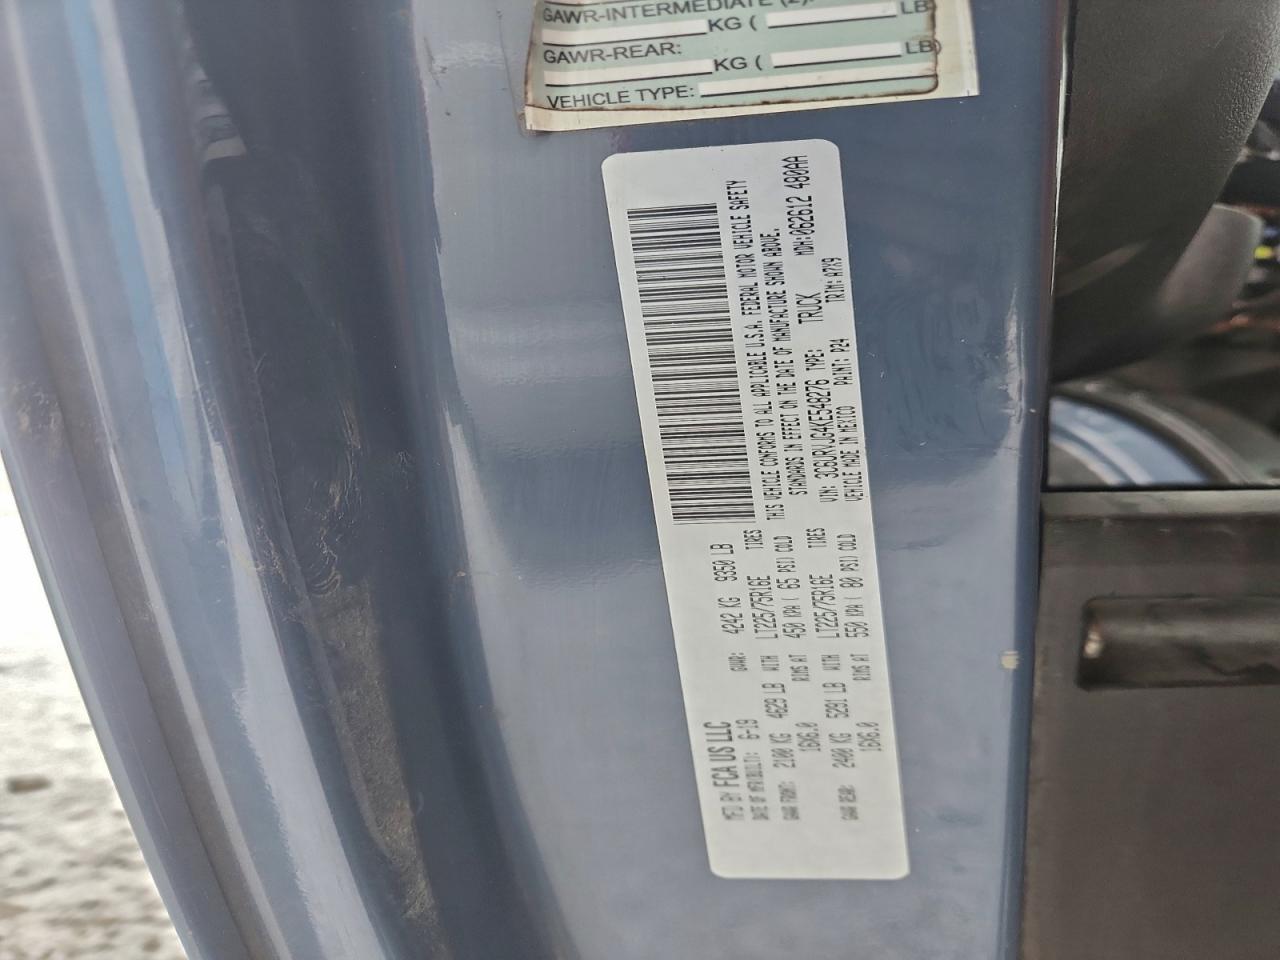 GAWR-INTERMEDIATE (2):
KG ( LB
GAWR-REAR:
KG ( LB)
VEHICLE TYPE:
MFD BY FCA US LLC
DATE OF MFR(BUILT): 6-19 GVWR: 4242 KG 9350 LB
GAWR FRONT: 2100 KG 4629 LB WITH LT225/75R16E TIRES
16X6.0 RIMS AT 450 KPA ( 65 PSI) COLD
GAWR REAR: 2400 KG 5291 LB WITH LT225/75R16E TIRES
16X6.0 RIMS AT 550 KPA ( 80 PSI) COLD
THIS VEHICLE CONFORMS TO ALL APPLICABLE U.S.A. FEDERAL MOTOR VEHICLE SAFETY
STANDARDS IN EFFECT ON THE DATE OF MANUFACTURE SHOWN ABOVE.
VIN: 3C6URVJG4KE548276 TYPE: TRUCK MDH:062612 480AA
VEHICLE MADE IN MEXICO PAINT: P24 TRIM:A7X9